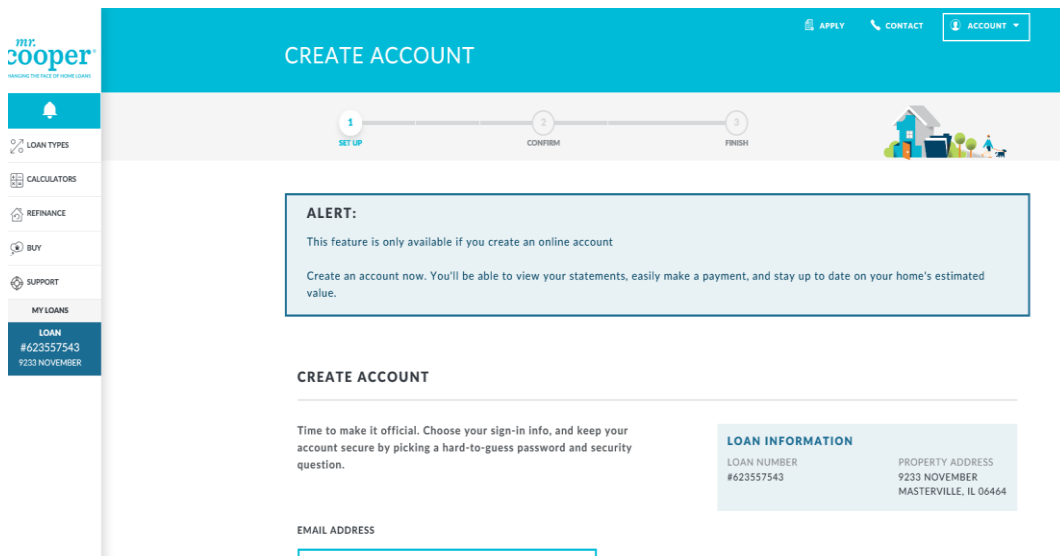 mr.
cooper
CHANGING THE FACE OF HOME LOANS
APPLY
CONTACT
ACCOUNT
CREATE ACCOUNT
1
2
3
SET UP
CONFIRM
FINISH
LOAN TYPES
CALCULATORS
REFINANCE
BUY
SUPPORT
MY LOANS
LOAN
#623557543
9233 NOVEMBER
ALERT:
This feature is only available if you create an online account
Create an account now. You'll be able to view your statements, easily make a payment, and stay up to date on your home's estimated
value.
CREATE ACCOUNT
Time to make it official. Choose your sign-in info, and keep your
account secure by picking a hard-to-guess password and security
question.
LOAN INFORMATION
LOAN NUMBER
#623557543
PROPERTY ADDRESS
9233 NOVEMBER
MASTERVILLE, IL 06464
EMAIL ADDRESS